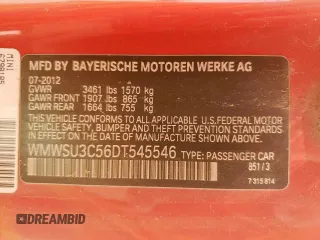 MFD BY BAYERISCHE MOTOREN WERKE AG
07-2012
GVWR 3461 lbs 1570 kg
GAWR FRONT 1907 lbs 865 kg
GAWR REAR 1664 lbs 755 kg
THIS VEHICLE CONFORMS TO ALL APPLICABLE U.S. FEDERAL MOTOR
VEHICLE SAFETY, BUMPER, AND THEFT PREVENTION STANDARDS
IN EFFECT ON THE DATE OF MANUFACTURE SHOWN ABOVE.
WMWSU3C56DT545546 TYPE: PASSENGER CAR
851/3
7 315 814
MINI
DREAMBID